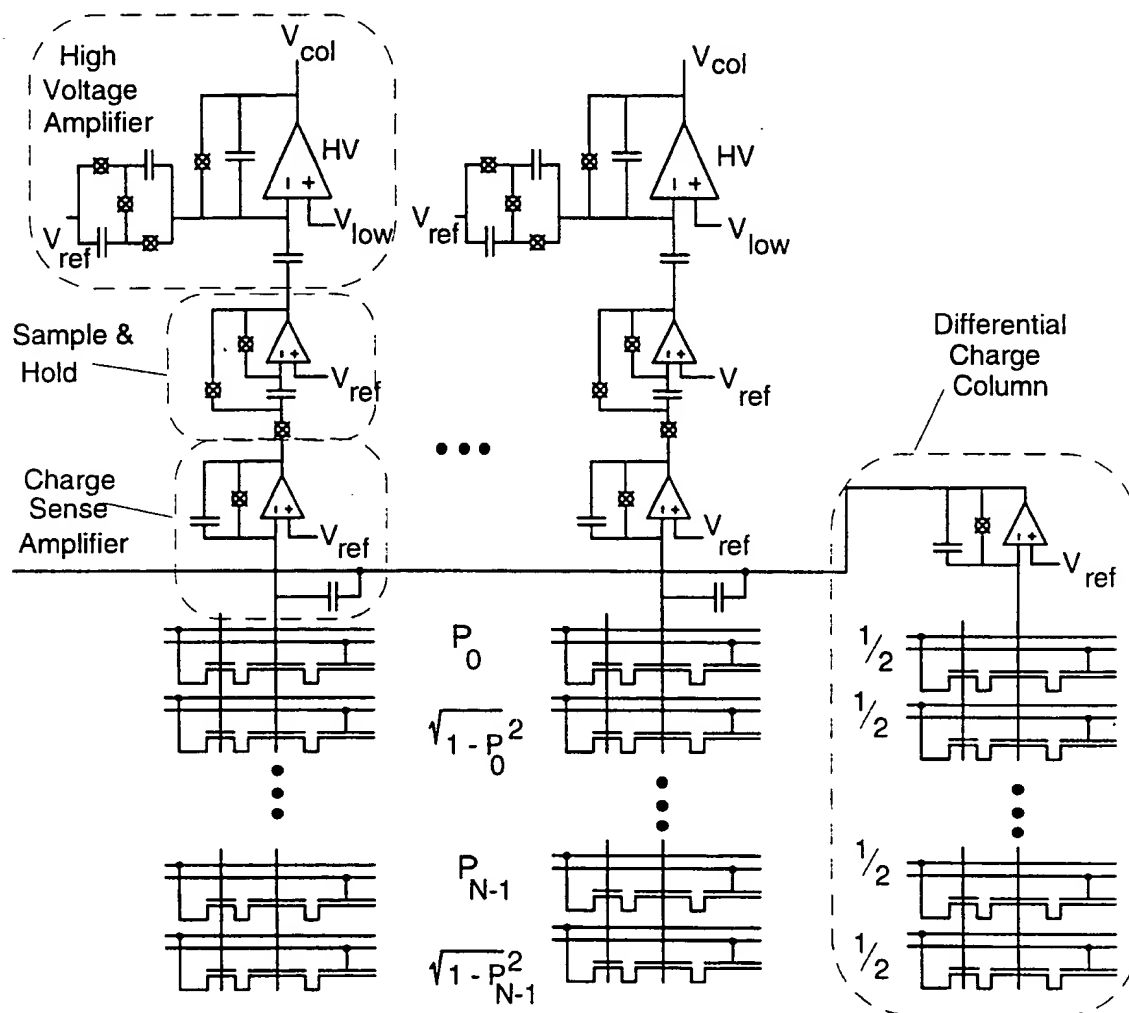 High
Voltage
Amplifier
V_col
HV
- +
V_ref
V_low
V_col
HV
- +
V_ref
V_low
Sample &
Hold
- +
V_ref
- +
V_ref
Differential
Charge
Column
Charge
Sense
Amplifier
- +
V_ref
- +
V_ref
- +
V_ref
P_0
1/2
√1 - P_0^2
1/2
P_N-1
1/2
√1 - P_N-1^2
1/2